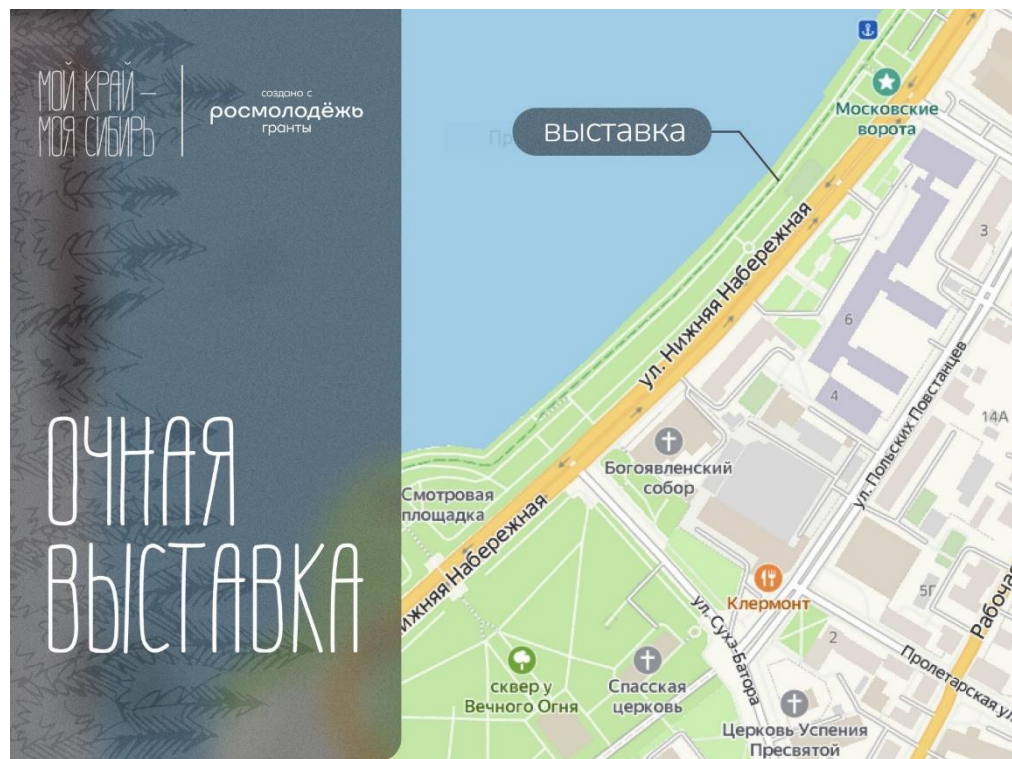 МОЙ КРАЙ –
МОЯ СИБИРЬ
создано с
росмолодёжь
гранты
ОЧНАЯ
ВЫСТАВКА
выставка
Московские
ворота
ул. Нижняя Набережная
3
6
4
14А
ул. Польских Повстанцев
Богоявленский
собор
Смотровая
площадка
ижняя Набережная
Клермонт
5Г
Рабочая
ул. Сухэ-Батора
2
Пролетарская ул.
сквер у
Вечного Огня
Спасская
церковь
Церковь Успения
Пресвятой